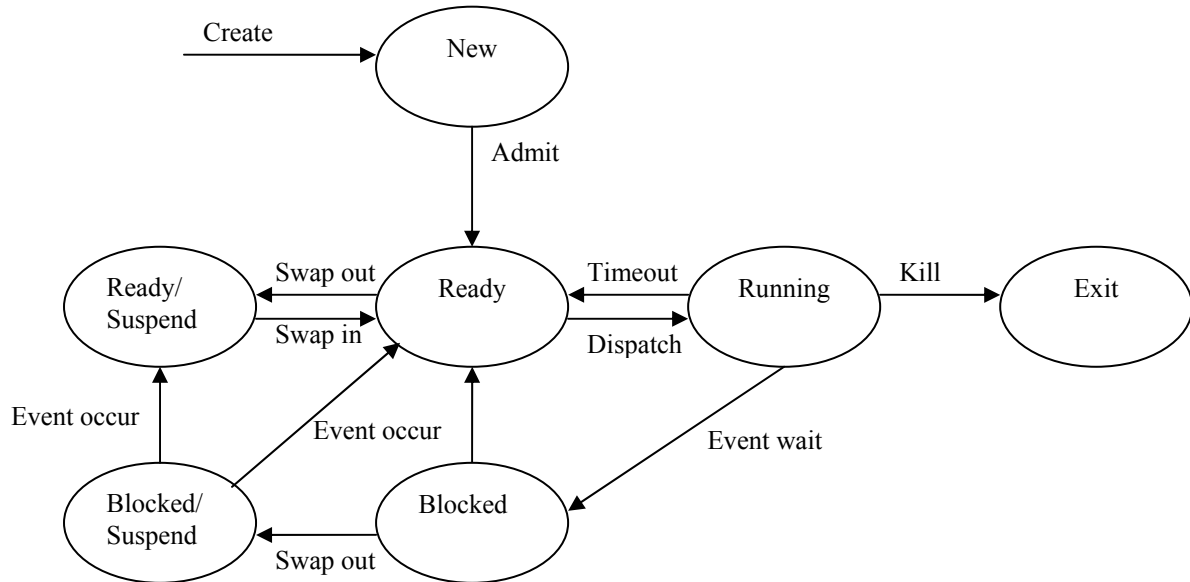 Create
New
Admit
Swap out
Timeout
Kill
Ready/
Suspend
Ready
Running
Exit
Swap in
Dispatch
Event occur
Event occur
Event wait
Blocked/
Suspend
Blocked
Swap out